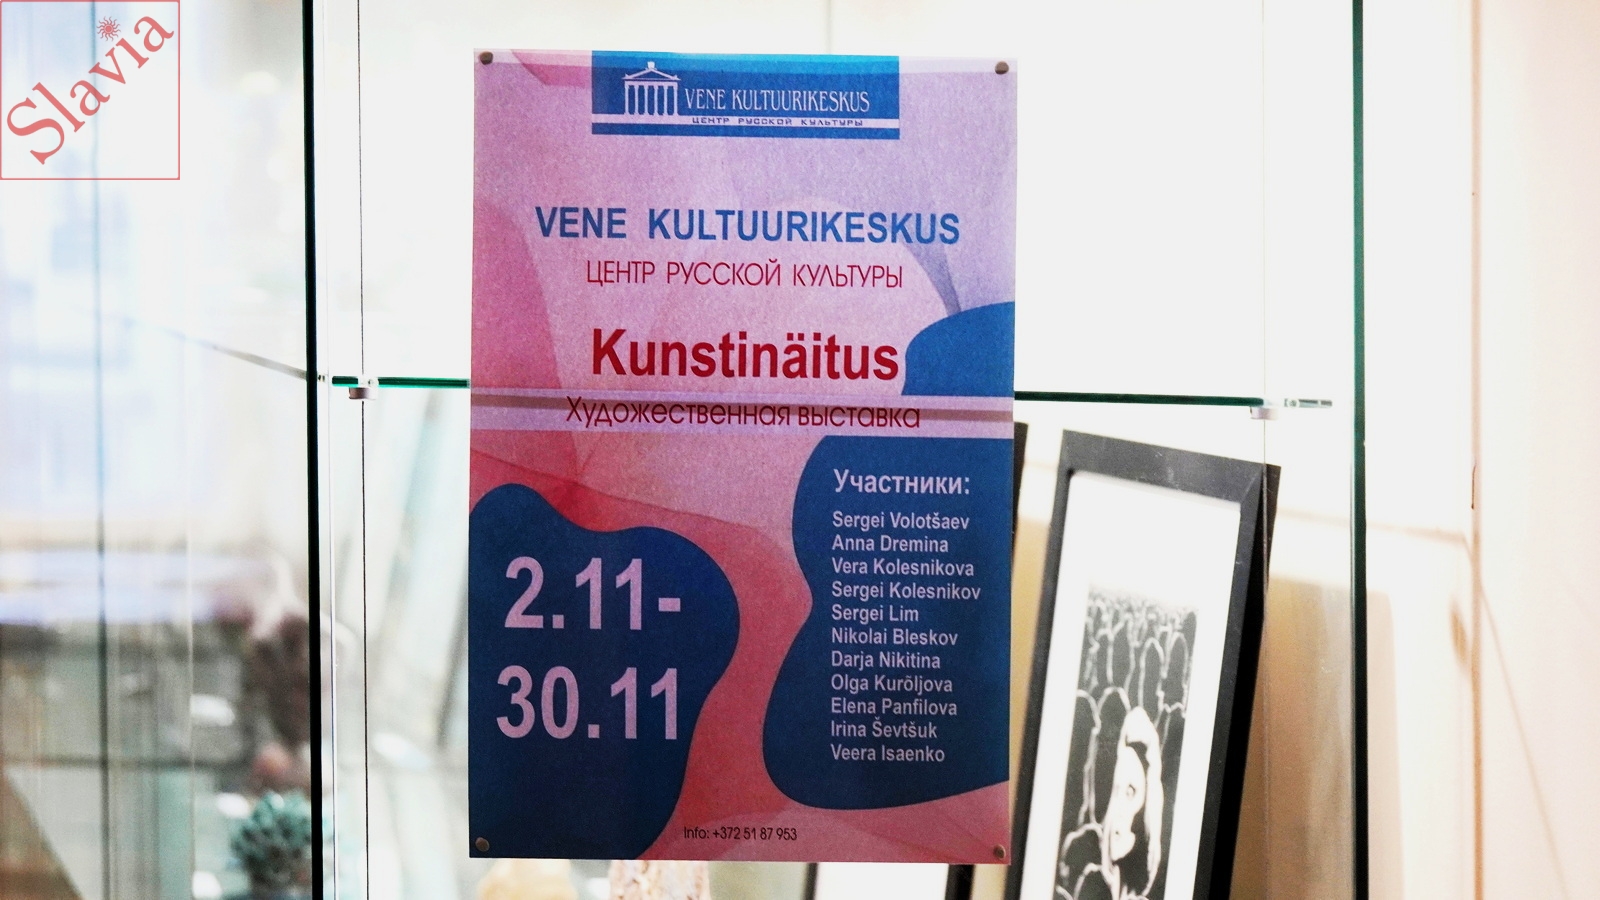 Slavia
VENE KULTUURIKESKUS
ЦЕНТР РУССКОЙ КУЛЬТУРЫ
VENE KULTUURIKESKUS
ЦЕНТР РУССКОЙ КУЛЬТУРЫ
Kunstinäitus
Художественная выставка
Участники:
Sergei Volotšaev
Anna Dremina
Vera Kolesnikova
Sergei Kolesnikov
Sergei Lim
Nikolai Bleskov
Darja Nikitina
Olga Kurõljova
Elena Panfilova
Irina Ševtšuk
Veera Isaenko
2.11-
30.11
Info: +372 51 87 953